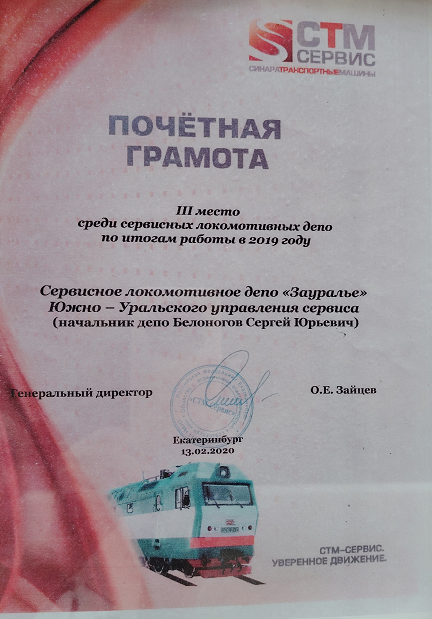 СТМ
СЕРВИС
СИНАРАТРАНСПОРТНЫЕМАШИНЫ
ПОЧЁТНАЯ
ГРАМОТА
III место
среди сервисных локомотивных депо
по итогам работы в 2019 году
Сервисное локомотивное депо «Зауралье»
Южно – Уральского управления сервиса
(начальник депо Белоногов Сергей Юрьевич)
Генеральный директор
О.Е. Зайцев
Екатеринбург
13.02.2020
СТМ-СЕРВИС.
УВЕРЕННОЕ ДВИЖЕНИЕ.